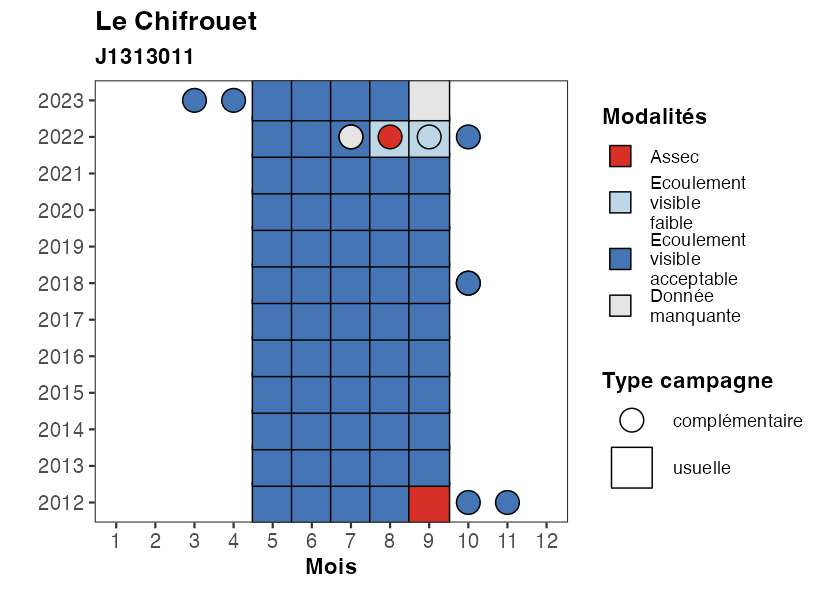 Le Chifrouet
J1313011
2023
2022
2021
2020
2019
2018
2017
2016
2015
2014
2013
2012
1 2 3 4 5 6 7 8 9 10 11 12
Mois
Modalités
Assec
Ecoulement
visible
faible
Ecoulement
visible
acceptable
Donnée
manquante
Type campagne
complémentaire
usuelle